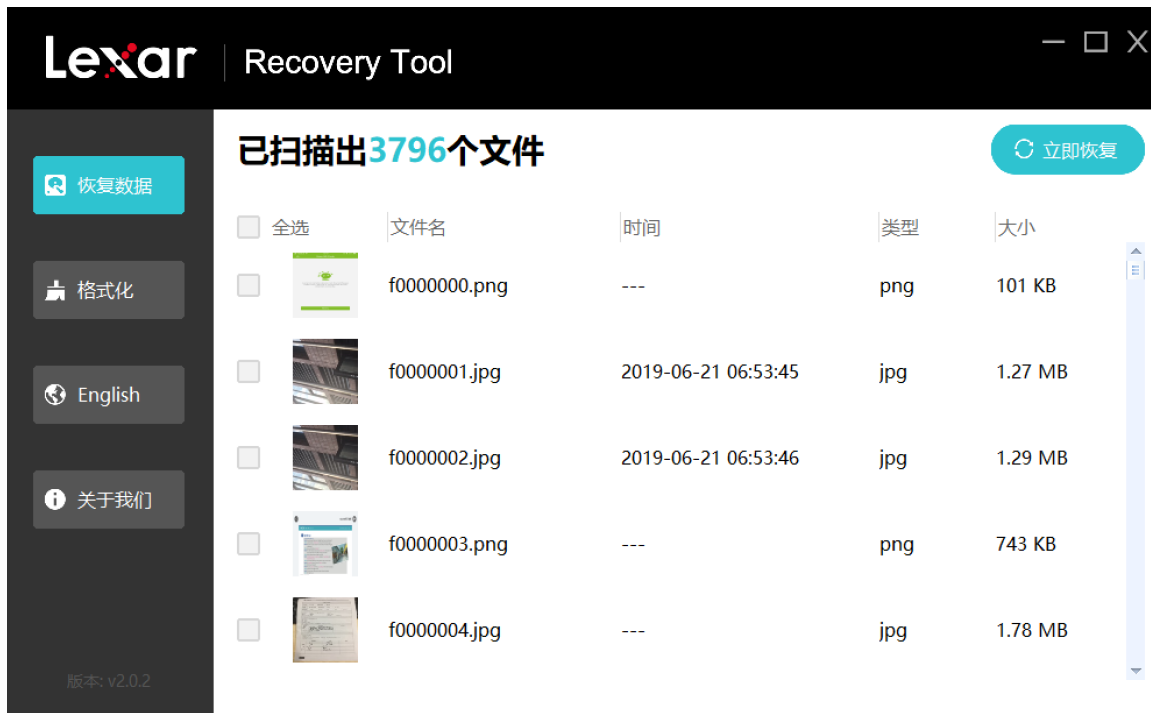 Lexar | Recovery Tool
已扫描出3796个文件
立即恢复
恢复数据
格式化
English
关于我们
版本: v2.0.2
全选 文件名 时间 类型 大小
f0000000.png --- png 101 KB
f0000001.jpg 2019-06-21 06:53:45 jpg 1.27 MB
f0000002.jpg 2019-06-21 06:53:46 jpg 1.29 MB
f0000003.png --- png 743 KB
f0000004.jpg --- jpg 1.78 MB